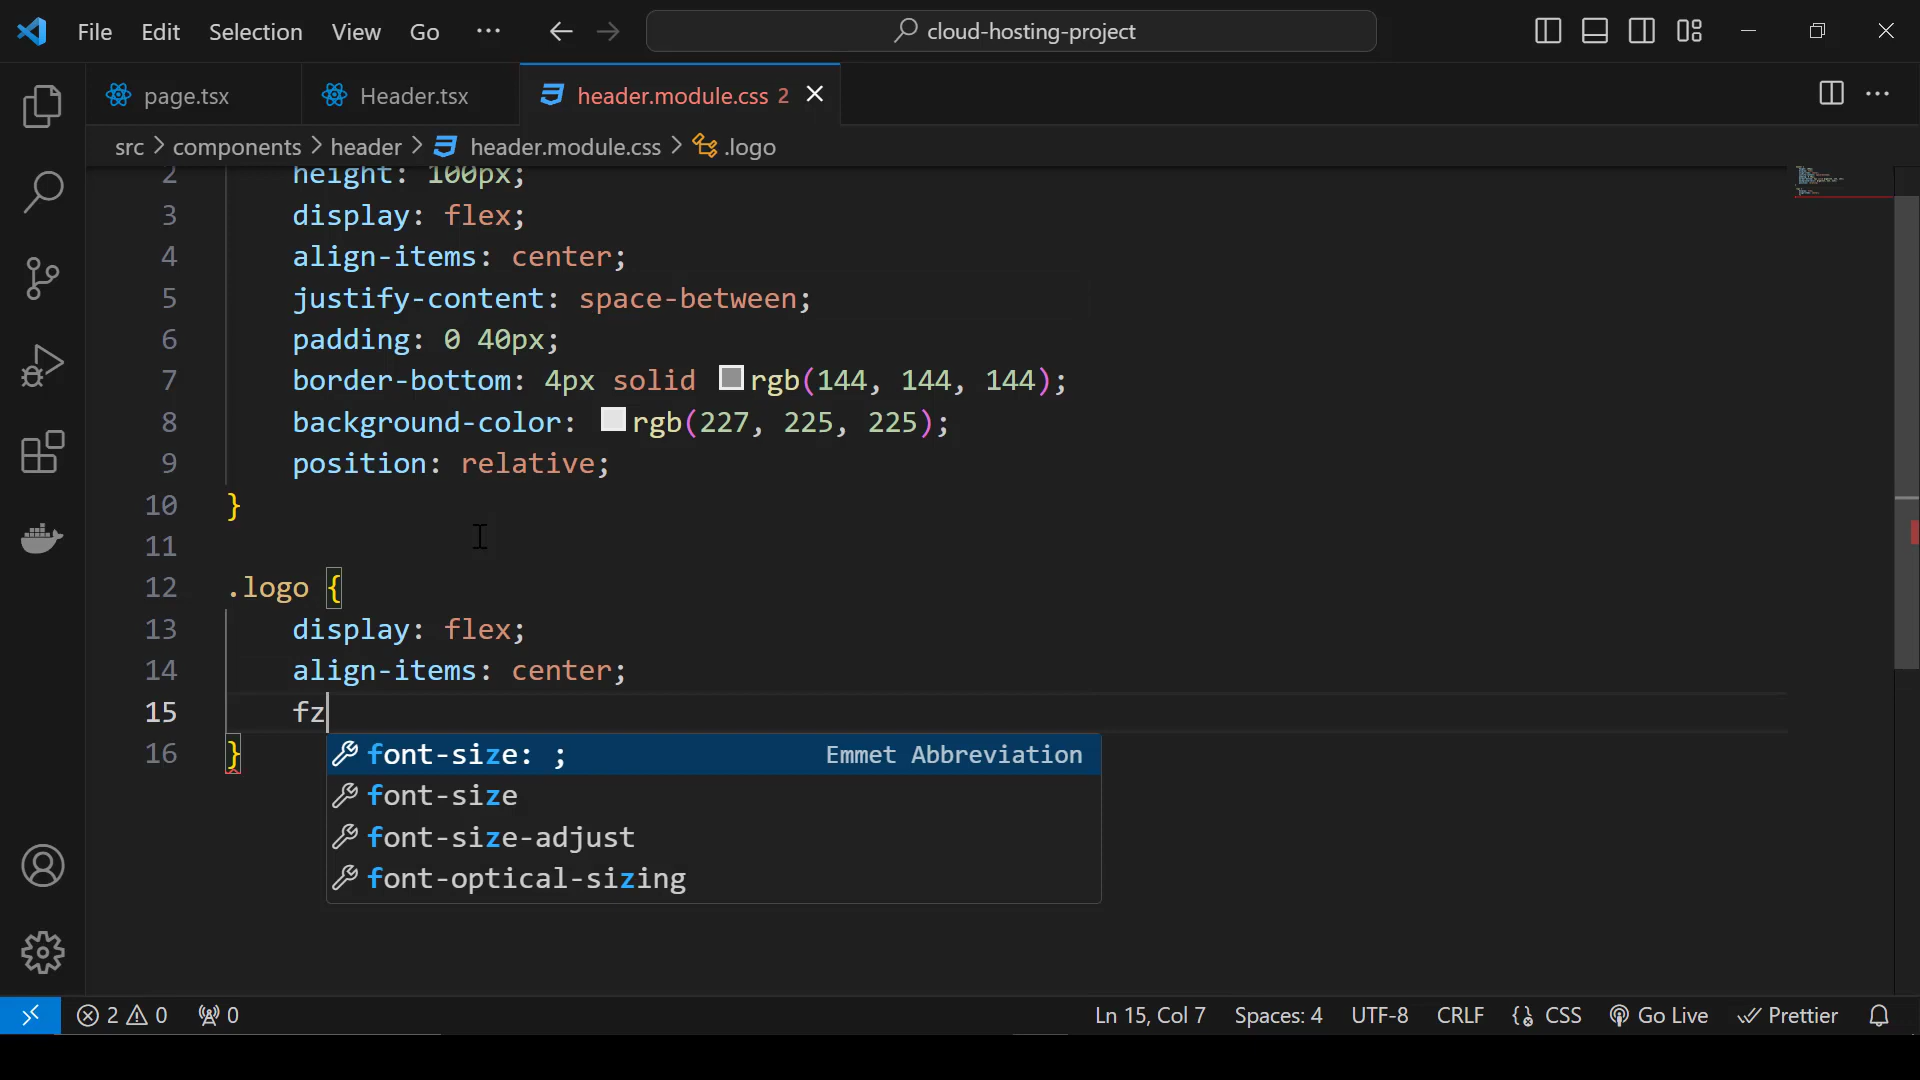 File Edit Selection View Go ··· cloud-hosting-project
page.tsx Header.tsx header.module.css 2
src > components > header > header.module.css > .logo
2 height: 100px;
3 display: flex;
4 align-items: center;
5 justify-content: space-between;
6 padding: 0 40px;
7 border-bottom: 4px solid rgb(144, 144, 144);
8 background-color: rgb(227, 225, 225);
9 position: relative;
10 }
11
12 .logo {
13 display: flex;
14 align-items: center;
15 fz
16 }
font-size: ; Emmet Abbreviation
font-size
font-size-adjust
font-optical-sizing
2 0 0 Ln 15, Col 7 Spaces: 4 UTF-8 CRLF CSS Go Live Prettier